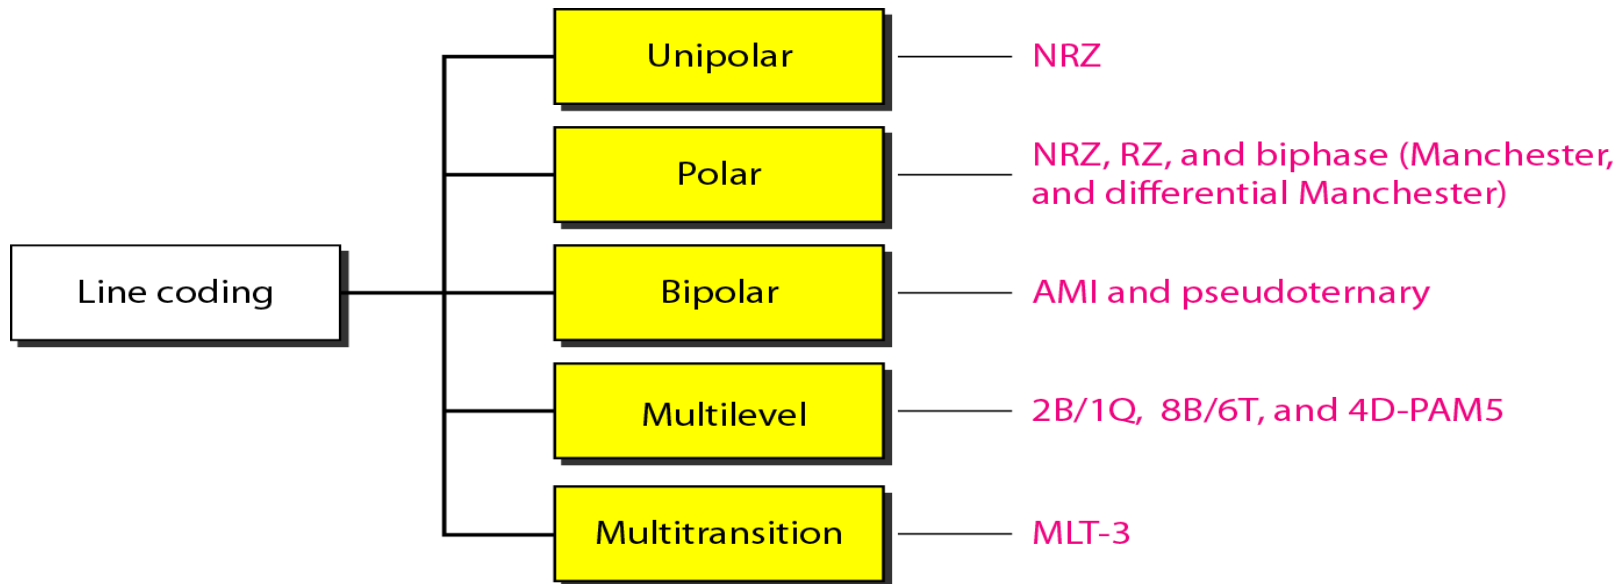 Unipolar
NRZ
Polar
NRZ, RZ, and biphase (Manchester,
and differential Manchester)
Line coding
Bipolar
AMI and pseudoternary
Multilevel
2B/1Q, 8B/6T, and 4D-PAM5
Multitransition
MLT-3